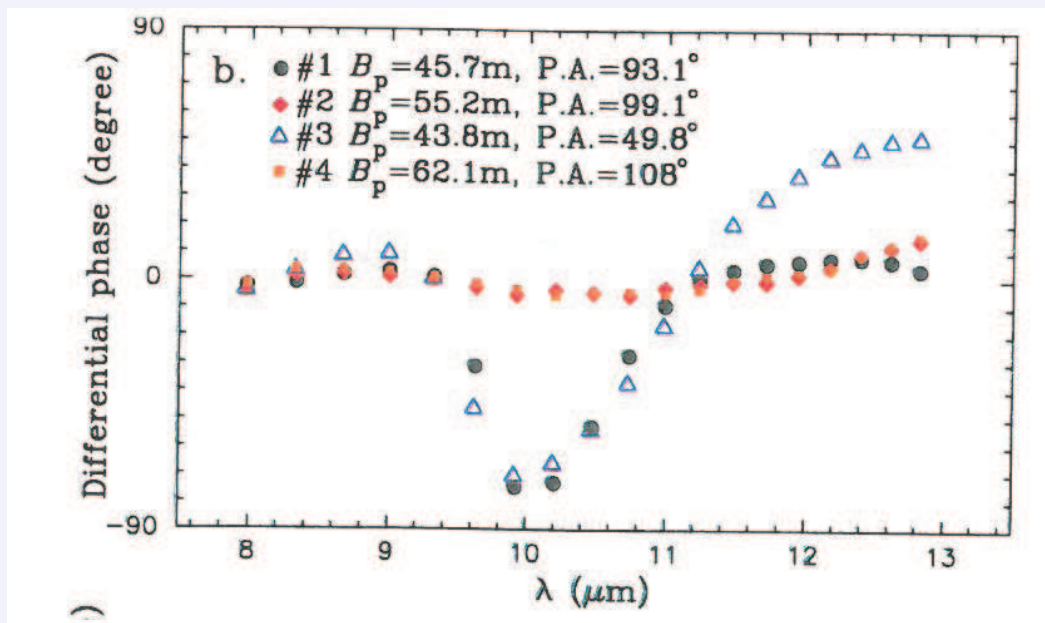 90
b. #1 Bp=45.7m, P.A.=93.1°
#2 Bp=55.2m, P.A.=99.1°
#3 Bp=43.8m, P.A.=49.8°
#4 Bp=62.1m, P.A.=108°
Differential phase (degree)
0
-90
8 9 10 11 12 13
λ (μm)
)